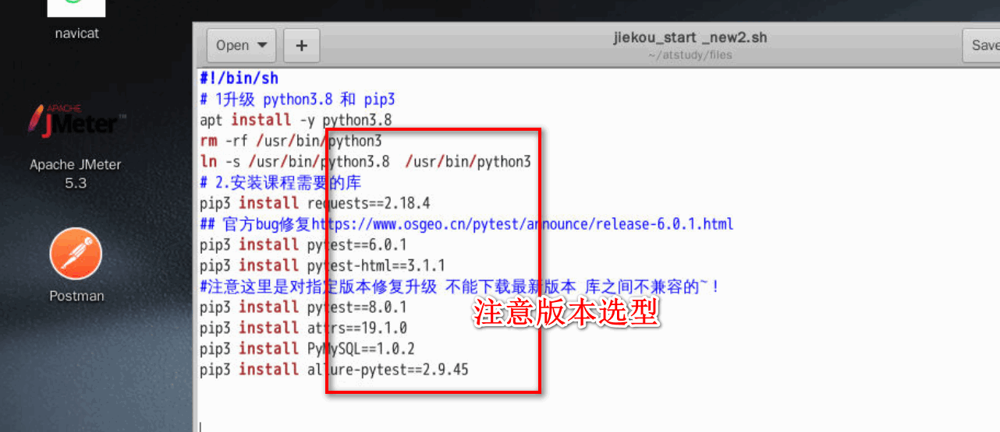 navicat
APACHE
JMeter™
Apache JMeter
5.3
Postman
Open
+
jiekou_start _new2.sh
~/atstudy/files
Save
#!/bin/sh
# 1升级 python3.8 和 pip3
apt install -y python3.8
rm -rf /usr/bin/python3
ln -s /usr/bin/python3.8  /usr/bin/python3
# 2.安装课程需要的库
pip3 install requests==2.18.4
## 官方bug修复https://www.osgeo.cn/pytest/announce/release-6.0.1.html
pip3 install pytest==6.0.1
pip3 install pytest-html==3.1.1
#注意这里是对指定版本修复升级 不能下载最新版本 库之间不兼容的~！
pip3 install pytest==8.0.1
pip3 install attrs==19.1.0
pip3 install PyMySQL==1.0.2
pip3 install allure-pytest==2.9.45
注意版本选型